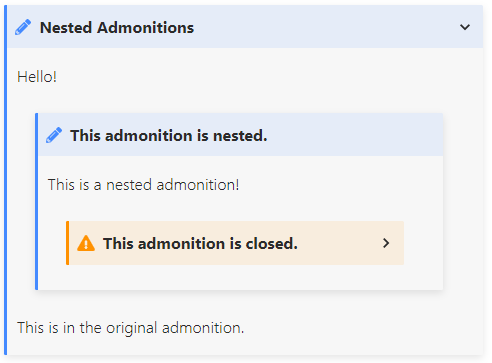 Nested Admonitions
Hello!
This admonition is nested.
This is a nested admonition!
This admonition is closed.
This is in the original admonition.